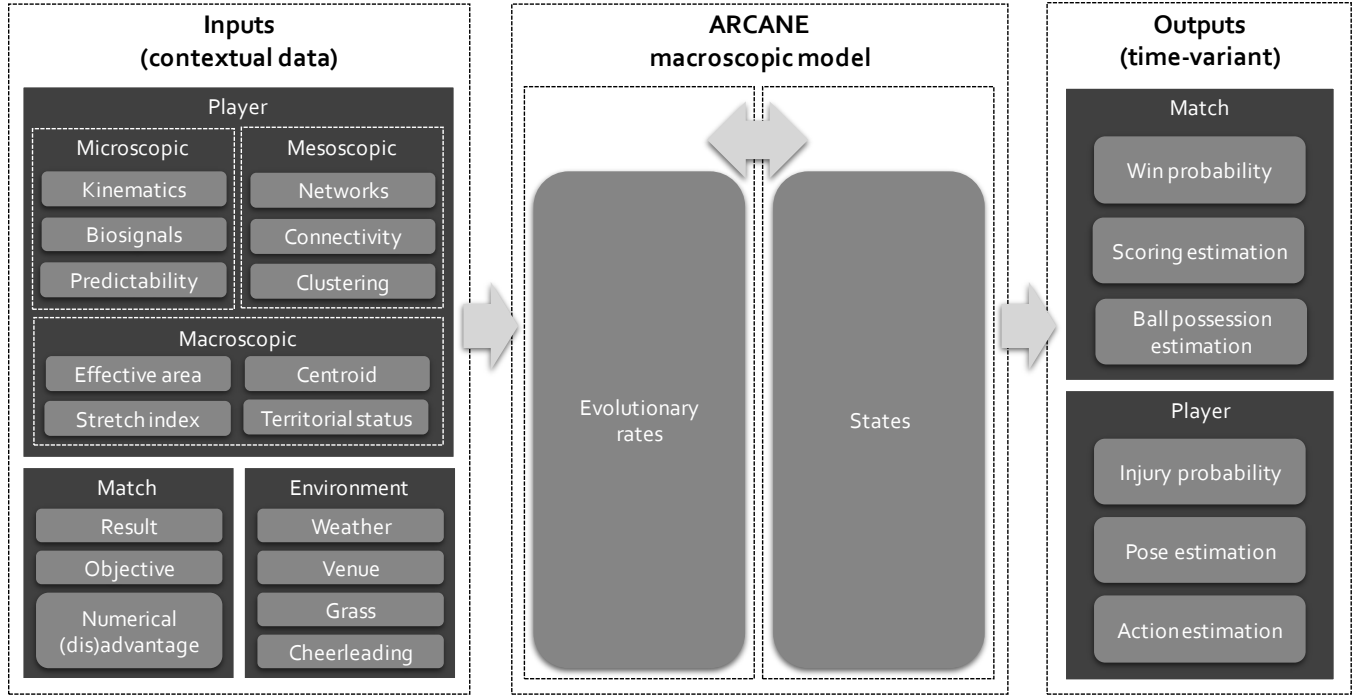 Inputs
(contextual data)
Player
Microscopic
Kinematics
Biosignals
Predictability
Mesoscopic
Networks
Connectivity
Clustering
Macroscopic
Effective area
Centroid
Stretch index
Territorial status
Match
Result
Objective
Numerical
(dis)advantage
Environment
Weather
Venue
Grass
Cheerleading
ARCANE
macroscopic model
Evolutionary
rates
States
Outputs
(time-variant)
Match
Win probability
Scoring estimation
Ball possession
estimation
Player
Injury probability
Pose estimation
Action estimation